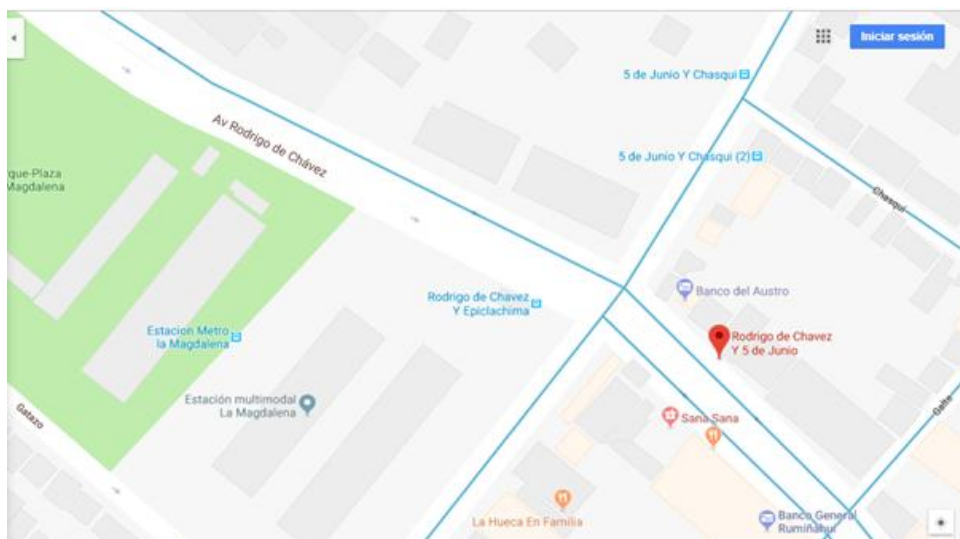 Iniciar sesión
5 de Junio Y Chasqui
Av Rodrigo de Chávez
5 de Junio Y Chasqui (2)
rque-Plaza
Magdalena
Chasqui
Banco del Austro
Rodrigo de Chavez
Y Epiclachima
Estacion Metro
la Magdalena
Rodrigo de Chavez
Y 5 de Junio
Estación multimodal
La Magdalena
Gatazo
Galte
Sana Sana
La Hueca En Familia
Banco General
Rumiñahui